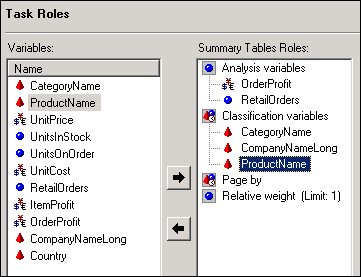 Task Roles
Variables:
Name
CategoryName
ProductName
UnitPrice
UnitsInStock
UnitsOnOrder
UnitCost
RetailOrders
ItemProfit
OrderProfit
CompanyNameLong
Country
Summary Tables Roles:
Analysis variables
OrderProfit
RetailOrders
Classification variables
CategoryName
CompanyNameLong
ProductName
Page by
Relative weight (Limit: 1)